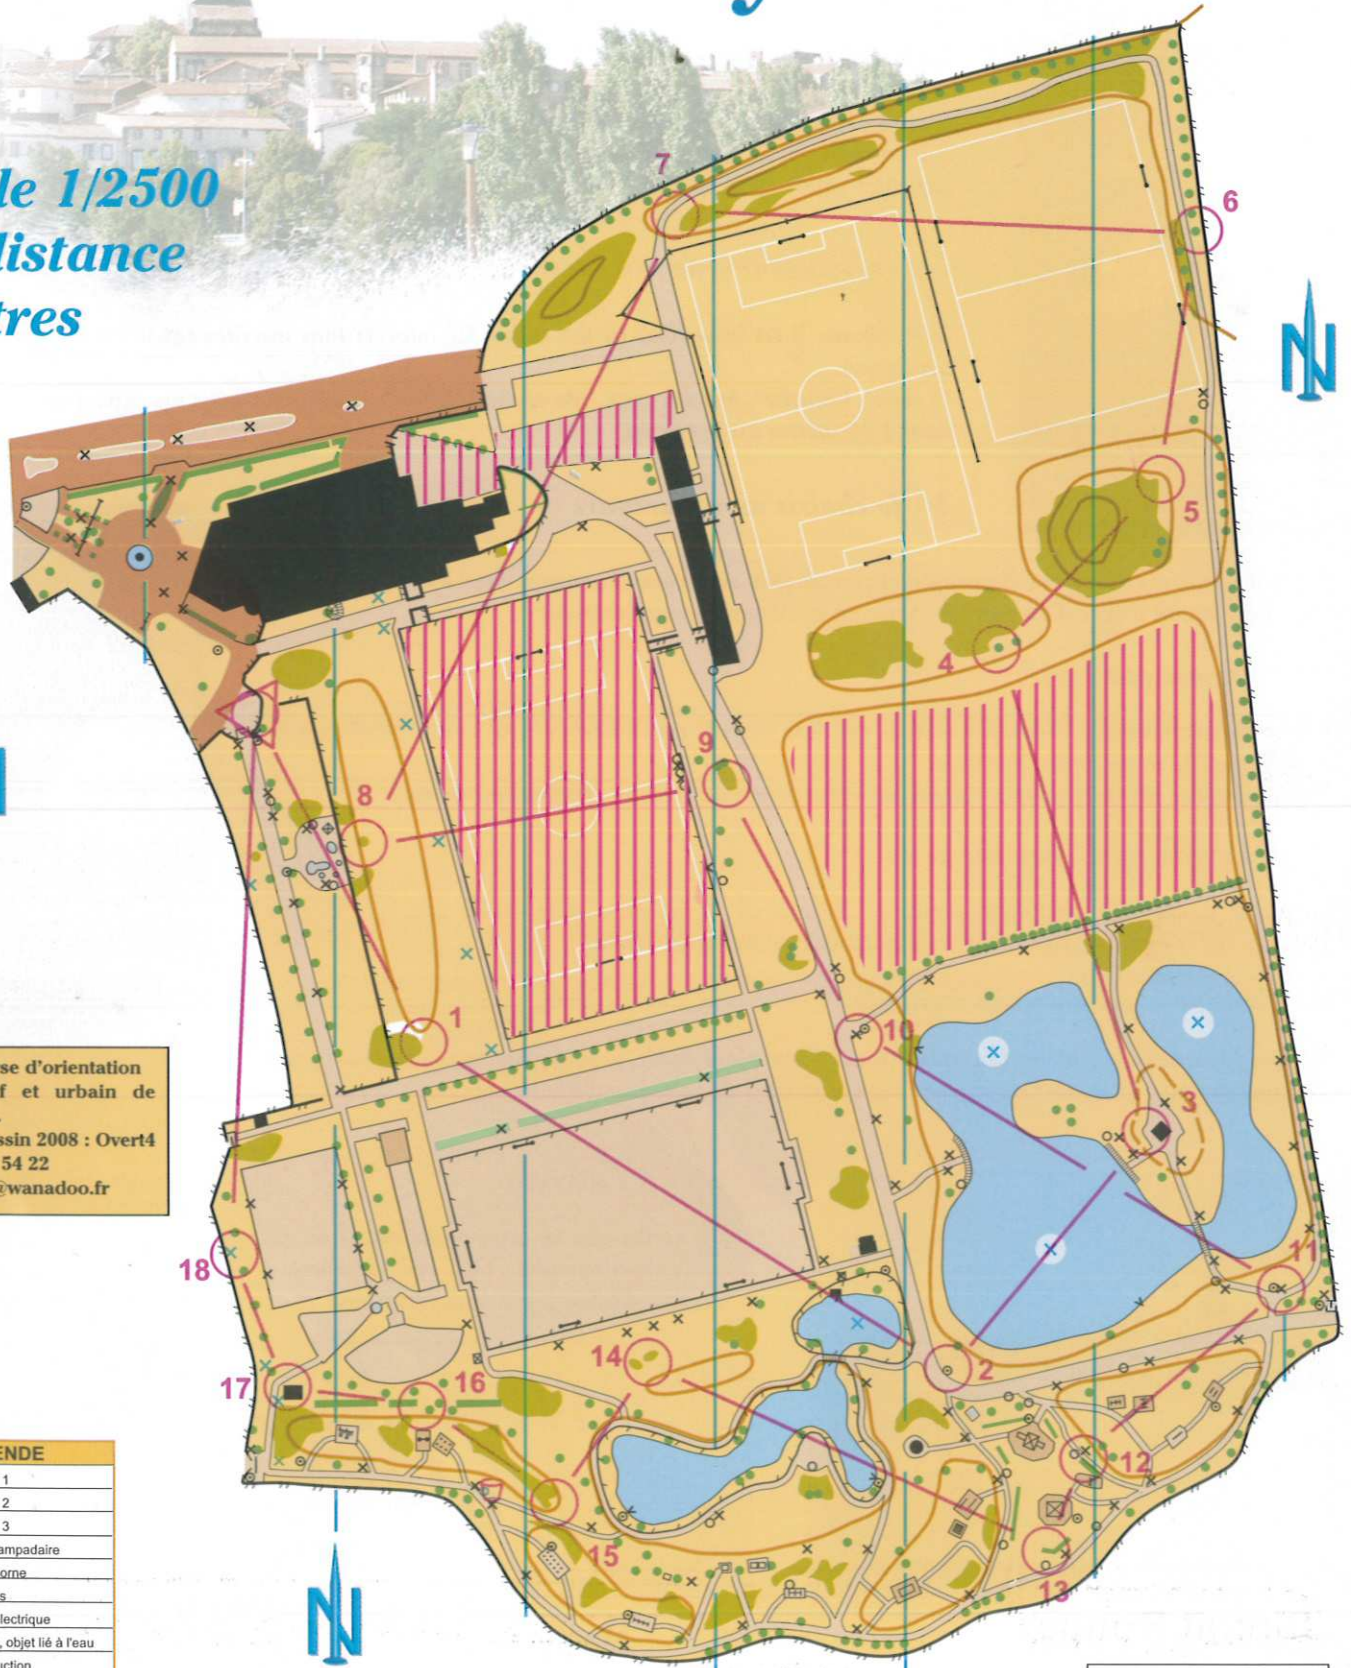 de 1/2500
distance
tres
N
7
6
5
4
9
8
1
10
3
se d'orientation
f et urbain de
ssin 2008 : Overt4
54 22
@wanadoo.fr
18
11
14
2
17
16
12
15
13
N
ENDE
1
2
3
ampadaire
orne
s
lectrique
, objet lié à l'eau
uction